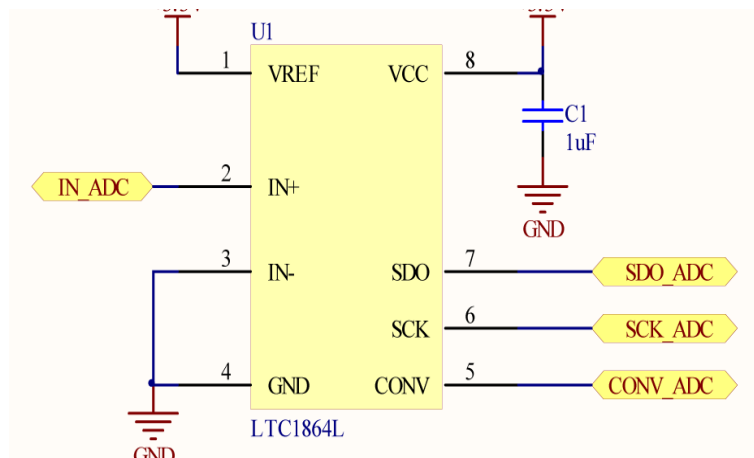 U1
1
VREF
VCC
8
C1
1uF
IN_ADC
2
IN+
GND
3
IN-
SDO
7
SDO_ADC
SCK
6
SCK_ADC
4
GND
CONV
5
CONV_ADC
LTC1864L
GND